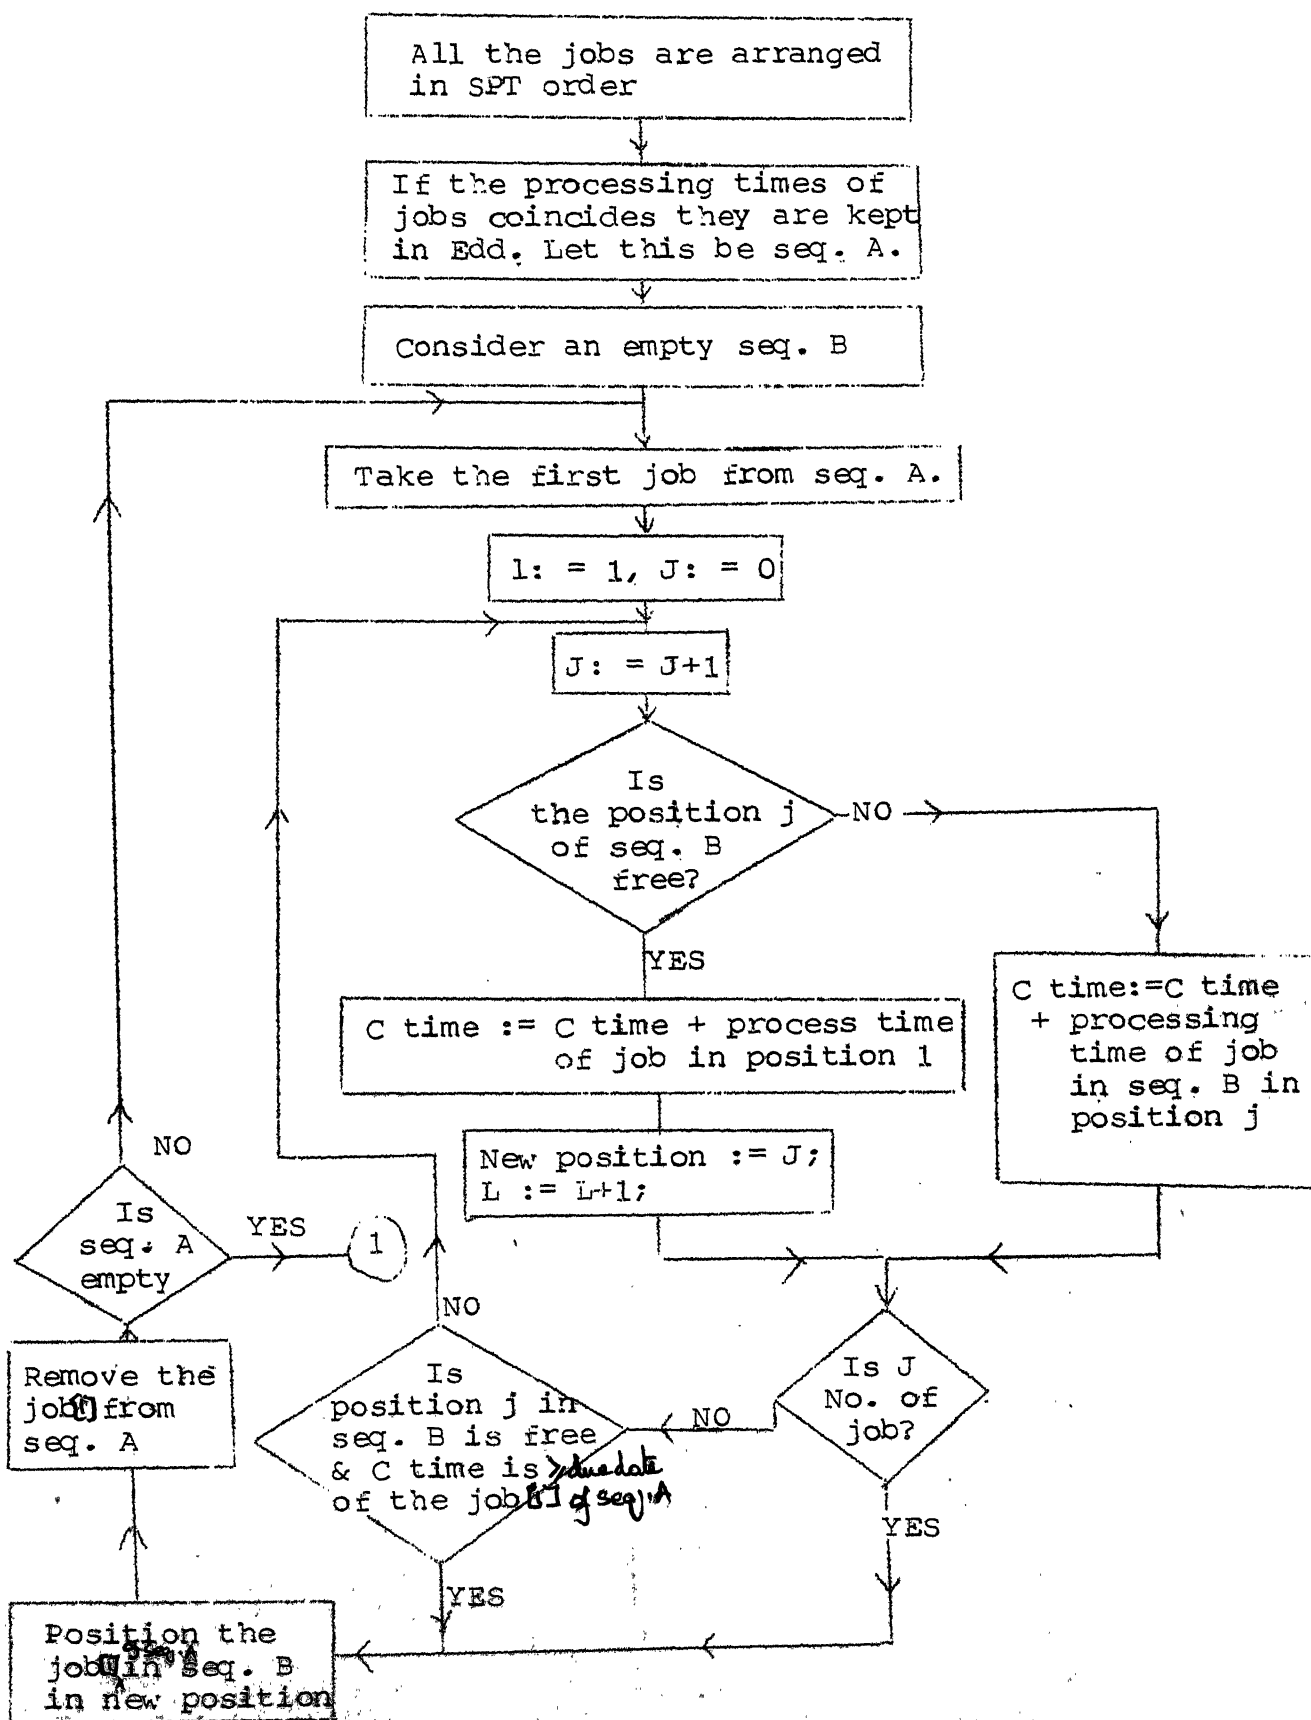 All the jobs are arranged
in SPT order
If the processing times of
jobs coincides they are kept
in Edd. Let this be seq. A.
Consider an empty seq. B
Take the first job from seq. A.
l: = 1, J: = 0
J: = J+1
Is
the position j
of seq. B
free?
NO
YES
C time := C time + process time
of job in position 1
C time:=C time
+ processing
time of job
in seq. B in
position j
New position := J;
L := L+1;
NO
Is
seq. A
empty
YES
1
NO
Is J
No. of
job?
NO
YES
Is
position j in
seq. B is free
& C time is ≥ due date
of the job[1] of seq. A
YES
Remove the
job[1] from
seq. A
Position the
job in seq. B
in new position